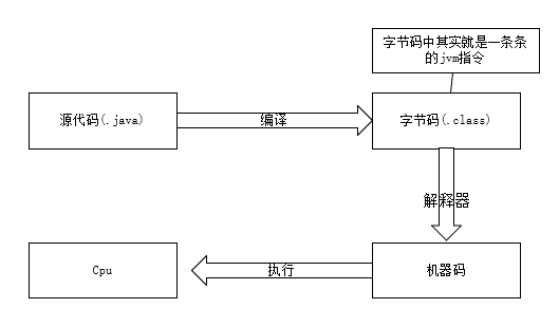 字节码中其实就是一条条
的jvm指令
源代码(.java)
编译
字节码(.class)
解释器
Cpu
执行
机器码